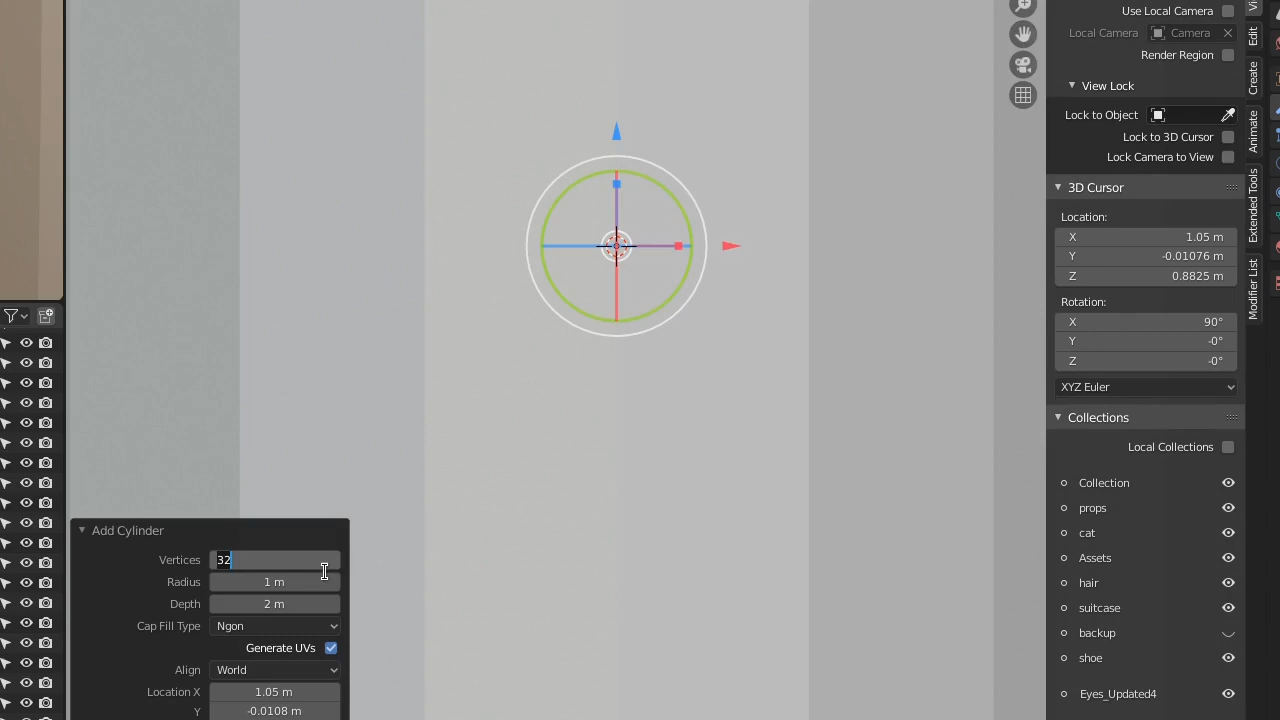 Use Local Camera
Local Camera Camera
Render Region
View Lock
Lock to Object
Lock to 3D Cursor
Lock Camera to View
3D Cursor
Location:
X 1.05 m
Y -0.01076 m
Z 0.8825 m
Rotation:
X 90°
Y -0°
Z -0°
XYZ Euler
Collections
Local Collections
Collection
props
cat
Assets
hair
suitcase
backup
shoe
Eyes_Updated4
Edit
Create
Animate
Extended Tools
Modifier List
Add Cylinder
Vertices 32
Radius 1 m
Depth 2 m
Cap Fill Type Ngon
Generate UVs
Align World
Location X 1.05 m
Y -0.0108 m